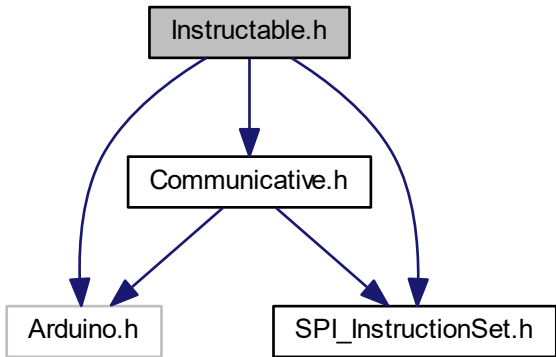 Instructable.h
Communicative.h
Arduino.h
SPI_InstructionSet.h